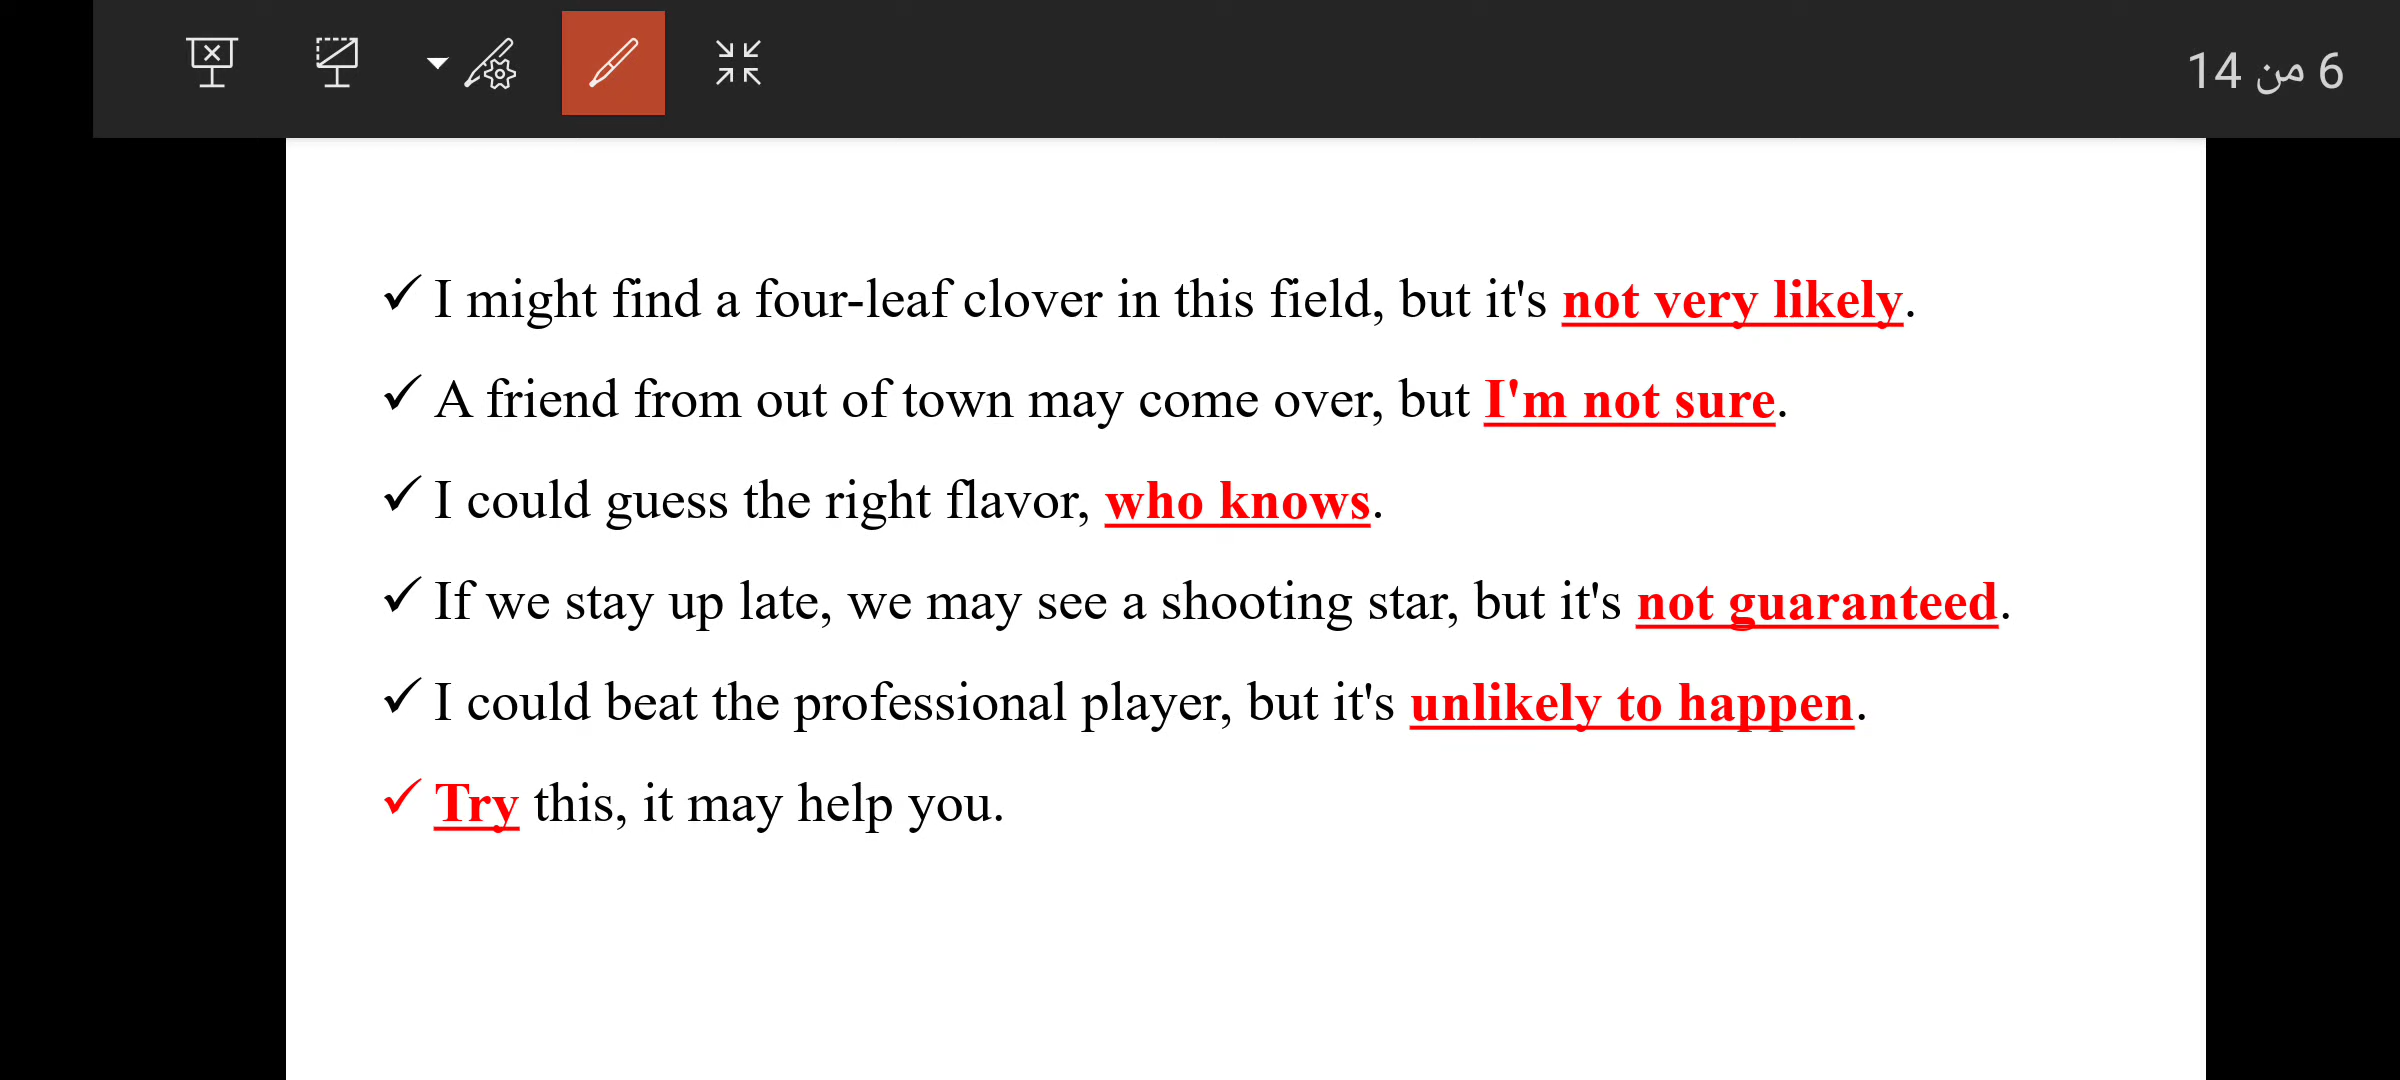 6 من 14
✓ I might find a four-leaf clover in this field, but it's not very likely.
✓ A friend from out of town may come over, but I'm not sure.
✓ I could guess the right flavor, who knows.
✓ If we stay up late, we may see a shooting star, but it's not guaranteed.
✓ I could beat the professional player, but it's unlikely to happen.
✓ Try this, it may help you.